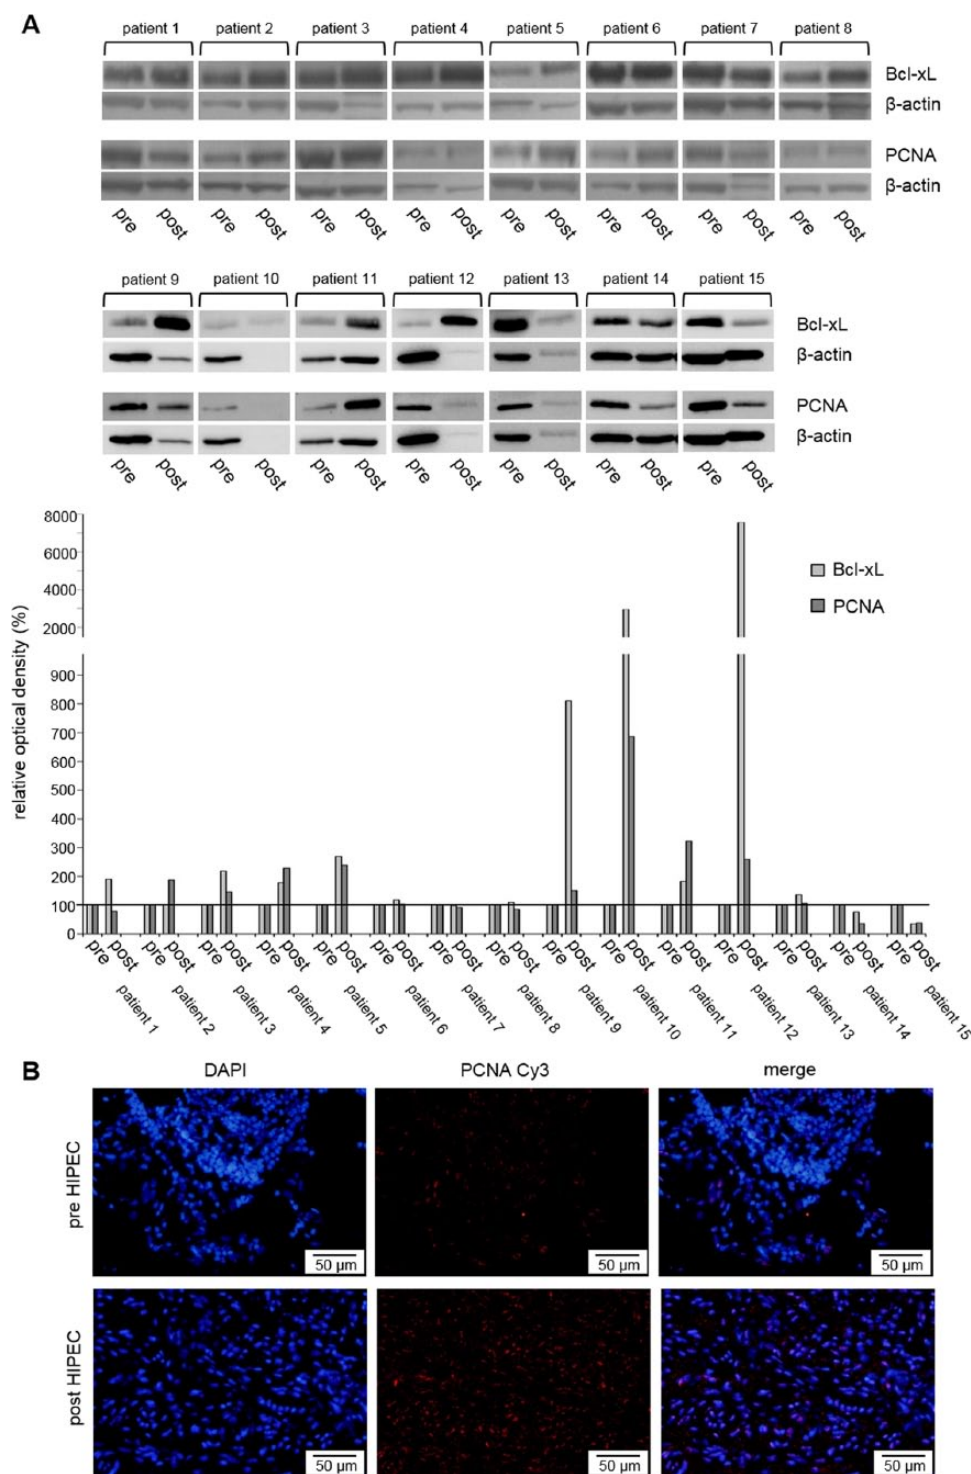 A
patient 1 patient 2 patient 3 patient 4 patient 5 patient 6 patient 7 patient 8
Bcl-xL
β-actin
PCNA
β-actin
pre post pre post pre post pre post pre post pre post pre post pre post
patient 9 patient 10 patient 11 patient 12 patient 13 patient 14 patient 15
Bcl-xL
β-actin
PCNA
β-actin
pre post pre post pre post pre post pre post pre post pre post
relative optical density (%)
8000
6000
4000
2000
900
800
700
600
500
400
300
200
100
0
Bcl-xL
PCNA
pre post pre post pre post pre post pre post pre post pre post pre post pre post pre post pre post pre post pre post pre post pre post
patient 1 patient 2 patient 3 patient 4 patient 5 patient 6 patient 7 patient 8 patient 9 patient 10 patient 11 patient 12 patient 13 patient 14 patient 15
B
DAPI PCNA Cy3 merge
pre HIPEC
50 µm 50 µm 50 µm
post HIPEC
50 µm 50 µm 50 µm